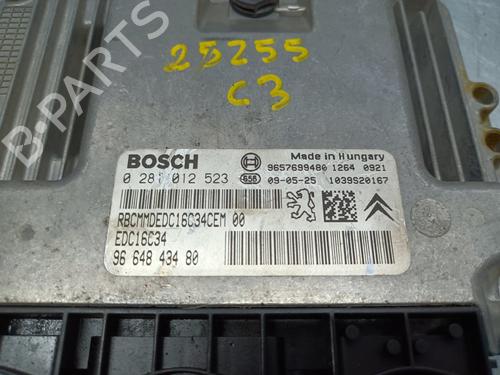 25255
C3
BOSCH
Made in Hungary
9657699480 1264 0921
0 281 012 523
658
09-05-25 1039S20167
RBCMMDEDC16C34CEM 00
EDC16C34
96 648 434 80
B-PARTS